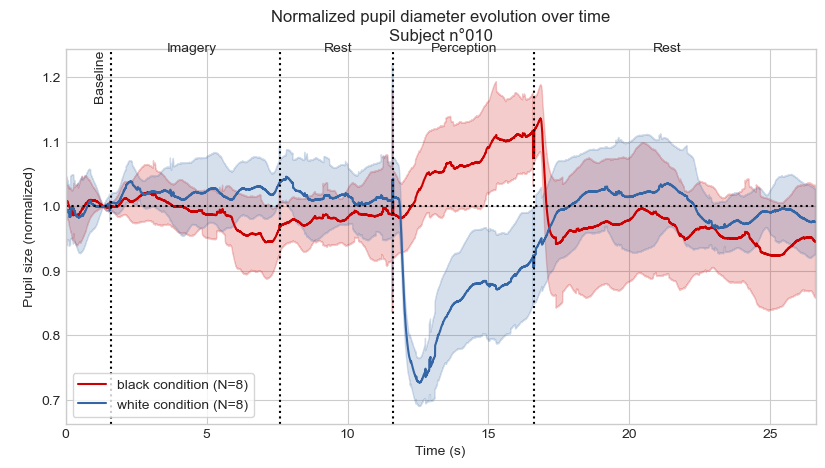 Normalized pupil diameter evolution over time
Subject n°010
Imagery
Rest
Perception
Rest
Baseline
1.2
1.1
1.0
0.9
0.8
0.7
Pupil size (normalized)
black condition (N=8)
white condition (N=8)
0
5
10
15
20
25
Time (s)